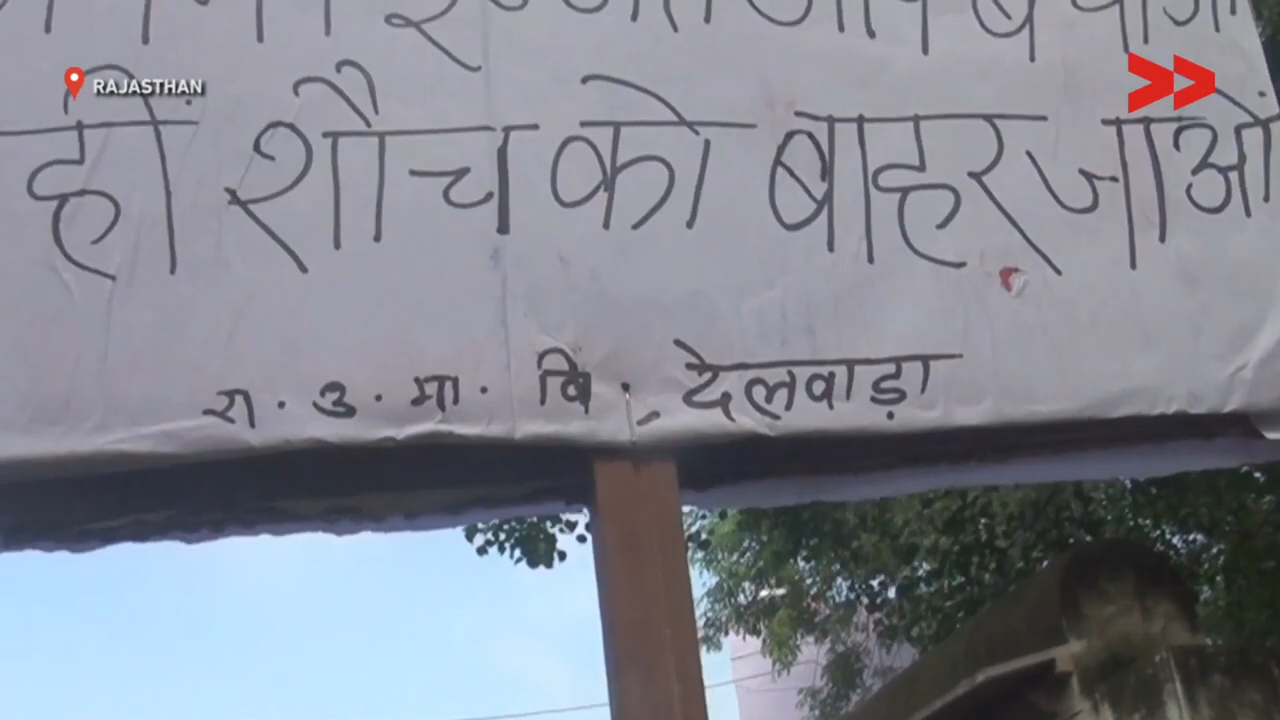 RAJASTHAN
ही शौच को बाहर जाओ
रा. उ. मा. वि. देलवाड़ा